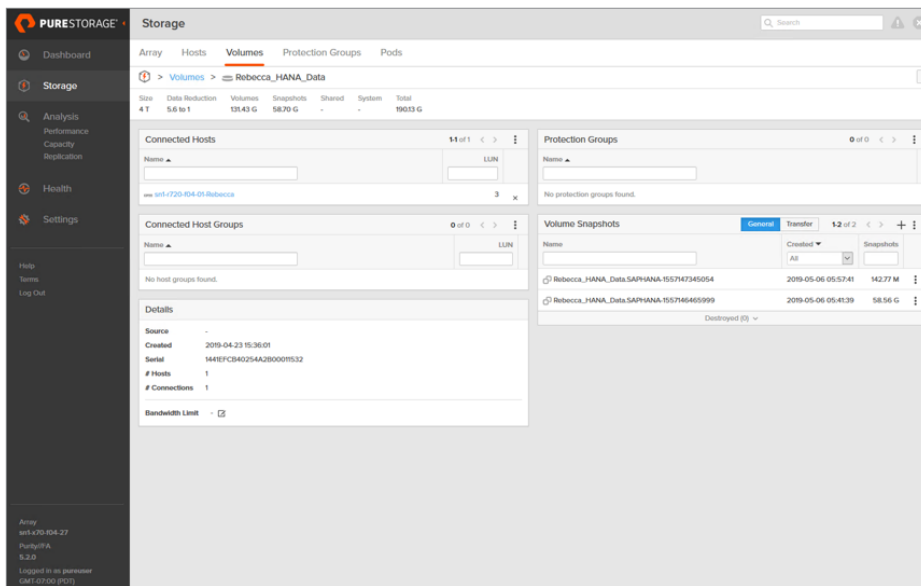 PURESTORAGE
Dashboard
Storage
Analysis
Performance
Capacity
Replication
Health
Settings
Help
Terms
Log Out
Array
sn1-x70-f04-27
Purity//FA
5.2.0
Logged in as pureuser
GMT-07:00 (PDT)
Storage
Search
Array Hosts Volumes Protection Groups Pods
> Volumes > Rebecca_HANA_Data
Size Data Reduction Volumes Snapshots Shared System Total
4 T 5.6 to 1 131.43 G 58.70 G - - 190.13 G
Connected Hosts 1-1 of 1 < >
Name LUN
sn1-r720-f04-01-Rebecca 3 x
Connected Host Groups 0 of 0 < >
Name LUN
No host groups found.
Details
Source -
Created 2019-04-23 15:36:01
Serial 1441EFCB40254A2B00011532
# Hosts 1
# Connections 1
Bandwidth Limit -
Protection Groups 0 of 0 < >
Name
No protection groups found.
Volume Snapshots General Transfer 1-2 of 2 < > +
Name Created Snapshots
All
Rebecca_HANA_Data.SAPHANA-1557147345054 2019-05-06 05:57:41 142.77 M
Rebecca_HANA_Data.SAPHANA-1557146465999 2019-05-06 05:41:39 58.56 G
Destroyed (0)